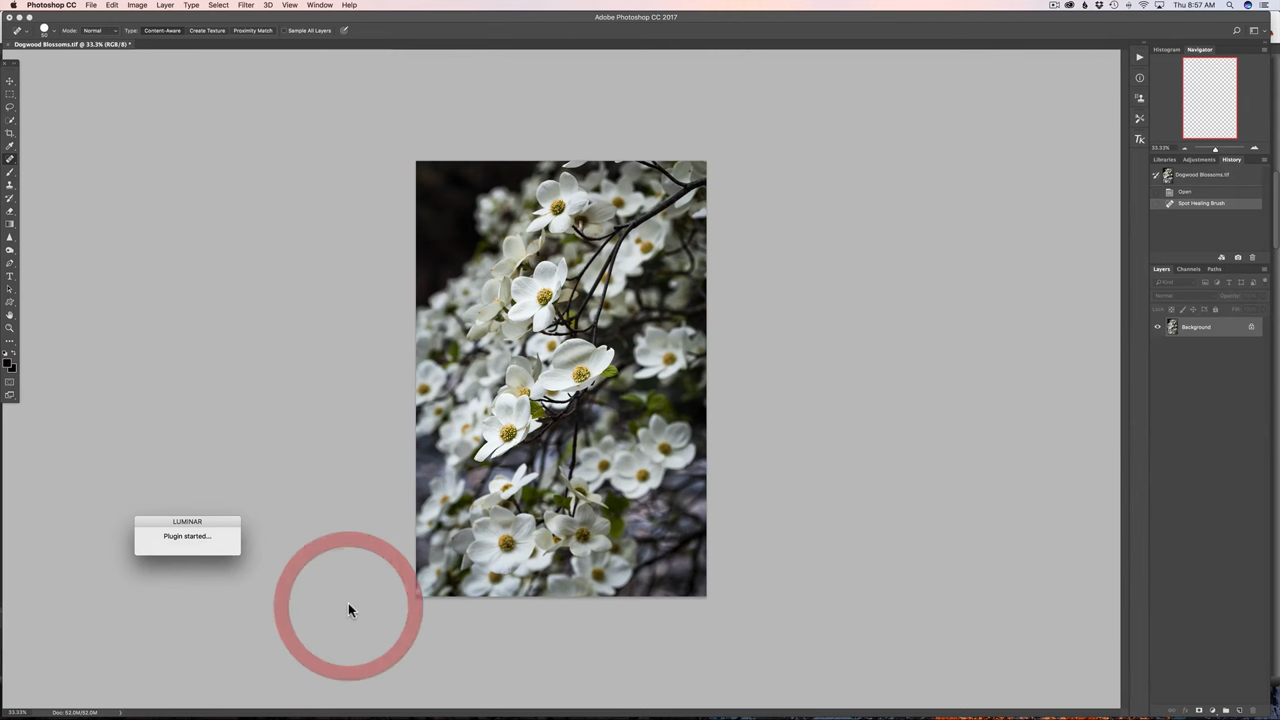 Photoshop CC File Edit Image Layer Type Select Filter 3D View Window Help Thu 8:57 AM
Adobe Photoshop CC 2017
50 Mode: Normal Type: Content-Aware Create Texture Proximity Match Sample All Layers
Dogwood Blossoms.tif @ 33.3% (RGB/8) *
Histogram Navigator
33.33%
Libraries Adjustments History
Dogwood Blossoms.tif
Open
Spot Healing Brush
Layers Channels Paths
Kind
Normal Opacity:
Lock: Fill:
Background
LUMINAR
Plugin started...
33.33% Doc: 52.0M/52.0M